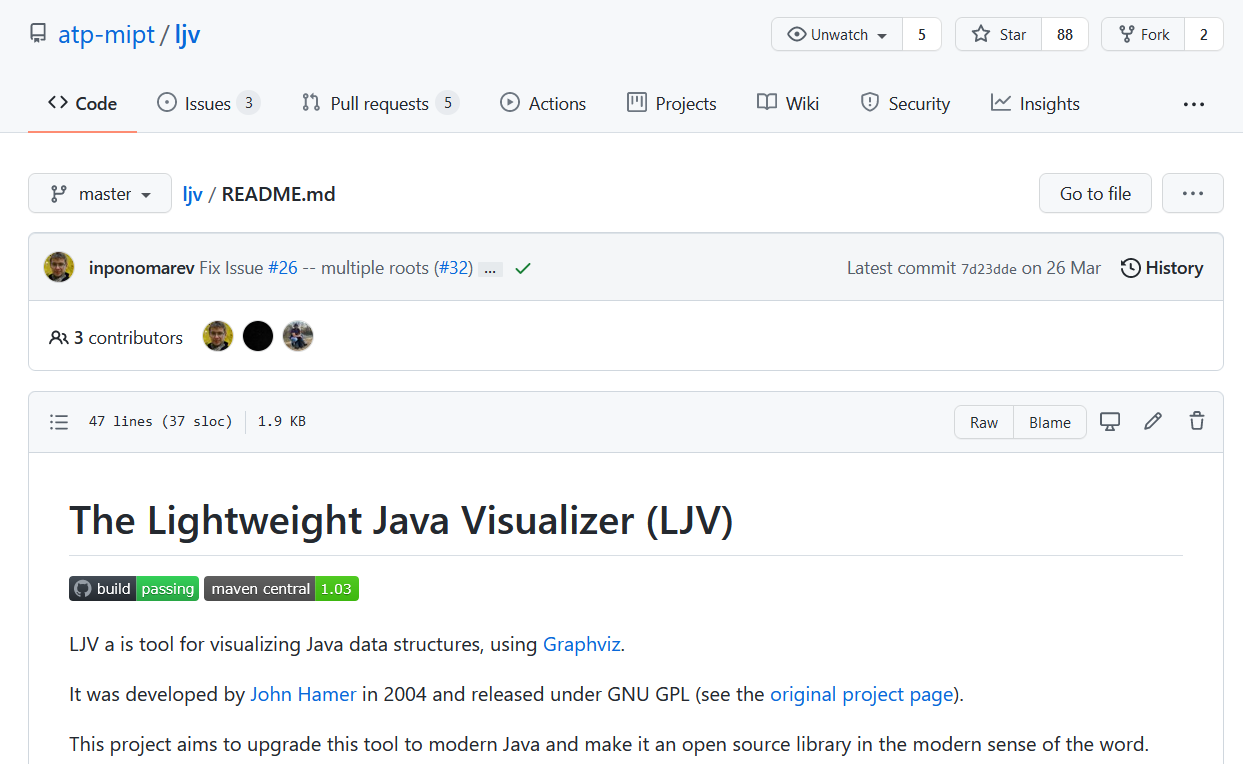 atp-mipt / ljv
Unwatch 5 Star 88 Fork 2
Code Issues 3 Pull requests 5 Actions Projects Wiki Security Insights ...
master ljv / README.md Go to file ...
inponomarev Fix Issue #26 -- multiple roots (#32) ... Latest commit 7d23dde on 26 Mar History
3 contributors
47 lines (37 sloc) 1.9 KB Raw Blame
The Lightweight Java Visualizer (LJV)
build passing maven central 1.03
LJV a is tool for visualizing Java data structures, using Graphviz.
It was developed by John Hamer in 2004 and released under GNU GPL (see the original project page).
This project aims to upgrade this tool to modern Java and make it an open source library in the modern sense of the word.